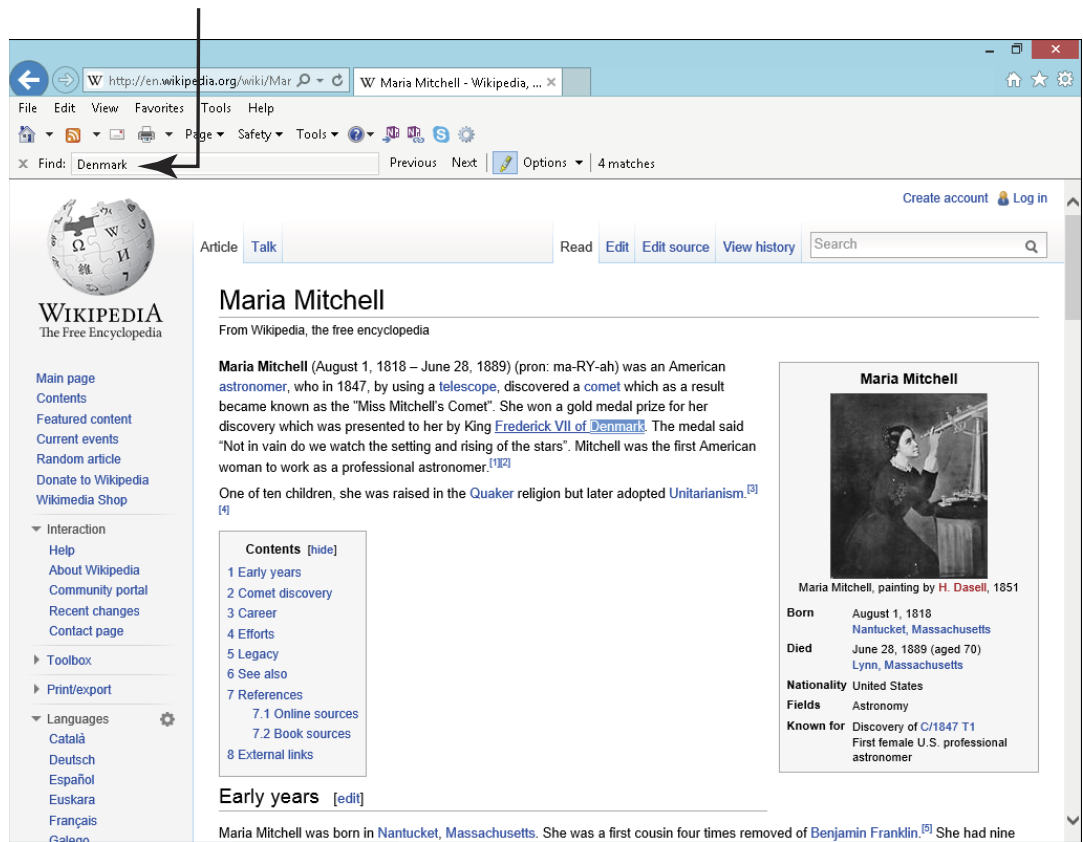 W http://en.wikipedia.org/wiki/Mar
W Maria Mitchell - Wikipedia, ...
File Edit View Favorites Tools Help
Page Safety Tools
x Find: Denmark Previous Next Options 4 matches
Create account Log in
Article Talk Read Edit Edit source View history Search
WIKIPEDIA
The Free Encyclopedia
Main page
Contents
Featured content
Current events
Random article
Donate to Wikipedia
Wikimedia Shop
Interaction
Help
About Wikipedia
Community portal
Recent changes
Contact page
Toolbox
Print/export
Languages
Català
Deutsch
Español
Euskara
Français
Galego
Maria Mitchell
From Wikipedia, the free encyclopedia
Maria Mitchell (August 1, 1818 – June 28, 1889) (pron: ma-RY-ah) was an American
astronomer, who in 1847, by using a telescope, discovered a comet which as a result
became known as the "Miss Mitchell's Comet". She won a gold medal prize for her
discovery which was presented to her by King Frederick VII of Denmark. The medal said
“Not in vain do we watch the setting and rising of the stars”. Mitchell was the first American
woman to work as a professional astronomer.[1][2]
One of ten children, she was raised in the Quaker religion but later adopted Unitarianism.[3]
[4]
Contents [hide]
1 Early years
2 Comet discovery
3 Career
4 Efforts
5 Legacy
6 See also
7 References
7.1 Online sources
7.2 Book sources
8 External links
Maria Mitchell
Maria Mitchell, painting by H. Dasell, 1851
Born August 1, 1818
Nantucket, Massachusetts
Died June 28, 1889 (aged 70)
Lynn, Massachusetts
Nationality United States
Fields Astronomy
Known for Discovery of C/1847 T1
First female U.S. professional
astronomer
Early years [edit]
Maria Mitchell was born in Nantucket, Massachusetts. She was a first cousin four times removed of Benjamin Franklin.[5] She had nine